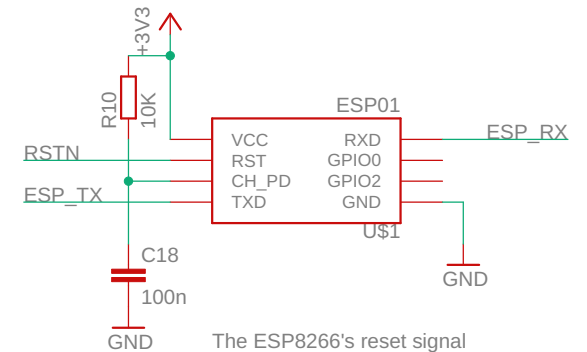 +3V3
R10
10K
ESP01
VCC
RXD
ESP_RX
RSTN
RST
GPIO0
CH_PD
GPIO2
ESP_TX
TXD
GND
U$1
C18
100n
GND
GND
The ESP8266's reset signal